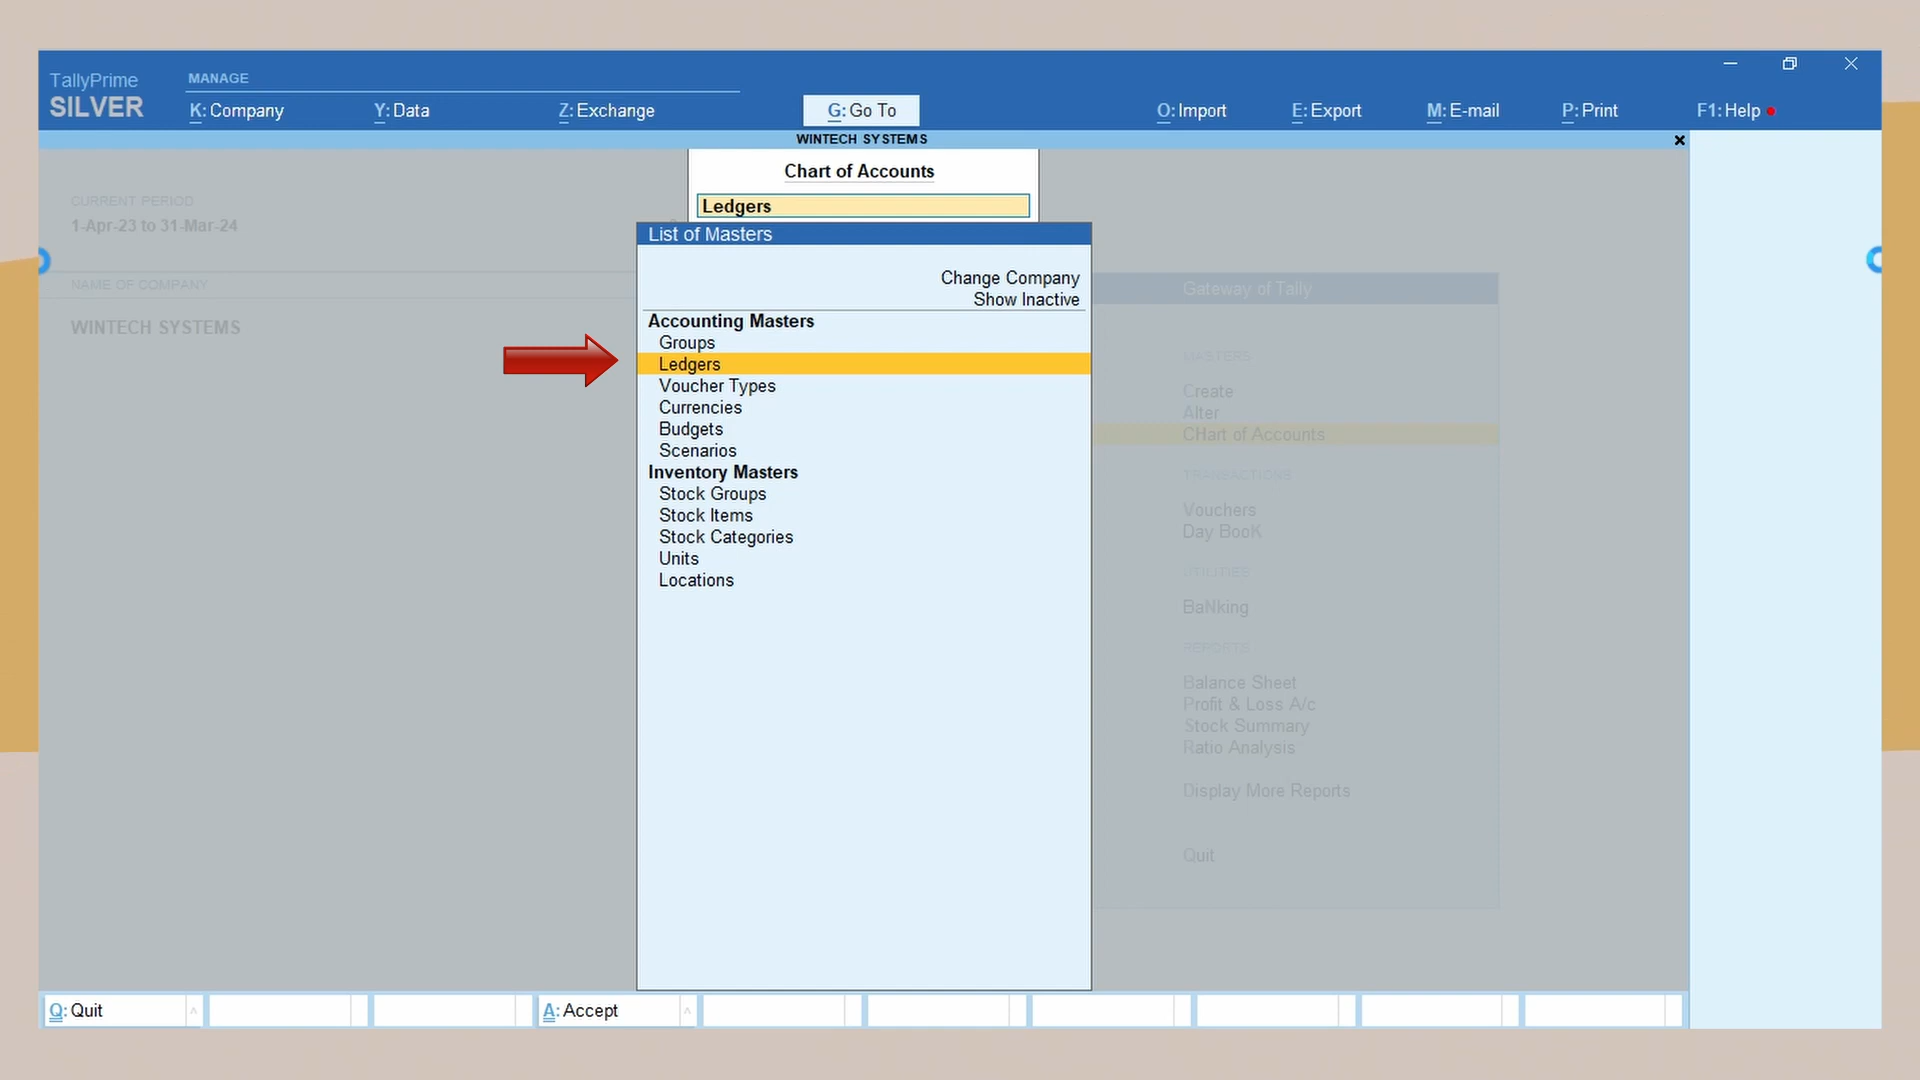 TallyPrime
SILVER
MANAGE
K: Company
Y: Data
Z: Exchange
G: Go To
O: Import
E: Export
M: E-mail
P: Print
F1: Help
WINTECH SYSTEMS
Chart of Accounts
Ledgers
CURRENT PERIOD
1-Apr-23 to 31-Mar-24
NAME OF COMPANY
WINTECH SYSTEMS
List of Masters
Change Company
Show Inactive
Accounting Masters
Groups
Ledgers
Voucher Types
Currencies
Budgets
Scenarios
Inventory Masters
Stock Groups
Stock Items
Stock Categories
Units
Locations
Gateway of Tally
MASTERS
Create
Alter
CHart of Accounts
TRANSACTIONS
Vouchers
Day BooK
UTILITIES
BaNking
REPORTS
Balance Sheet
Profit & Loss A/c
Stock Summary
Ratio Analysis
Display More Reports
Quit
Q: Quit
A: Accept